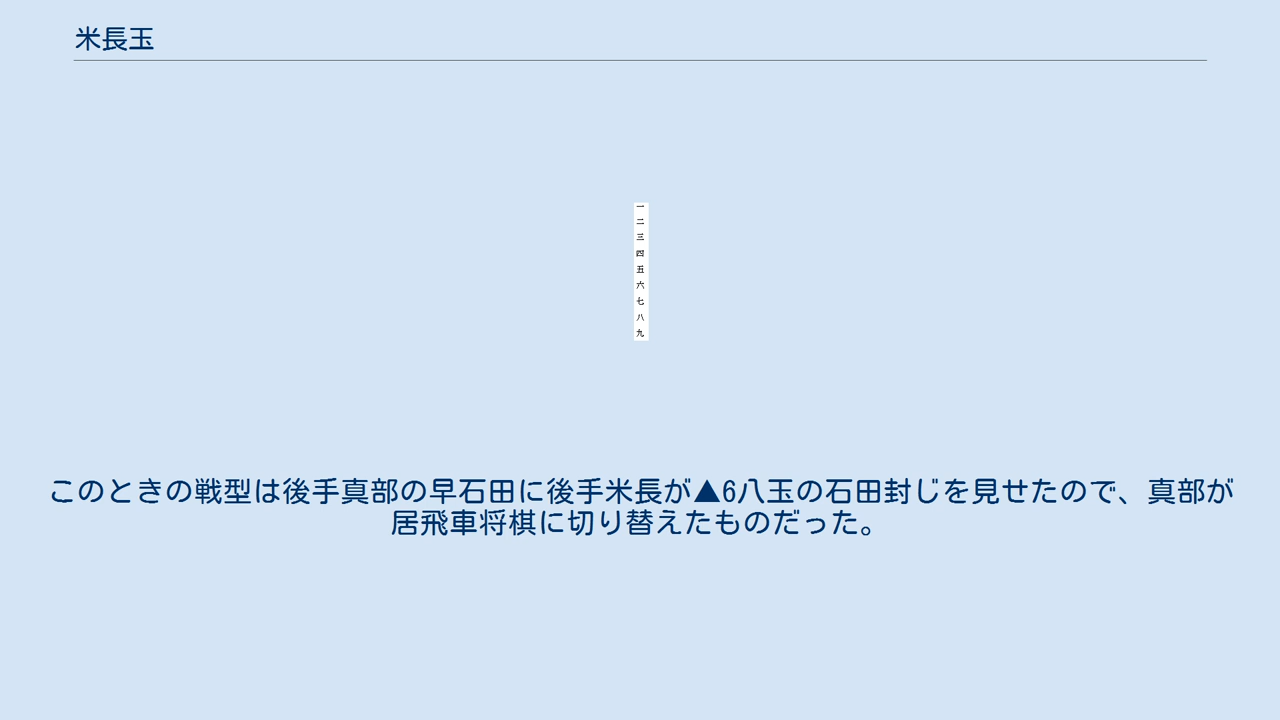 米長玉
一
二
三
四
五
六
七
八
九
このときの戦型は後手真部の早石田に後手米長が▲6八玉の石田封じを見せたので、真部が
居飛車将棋に切り替えたものだった。